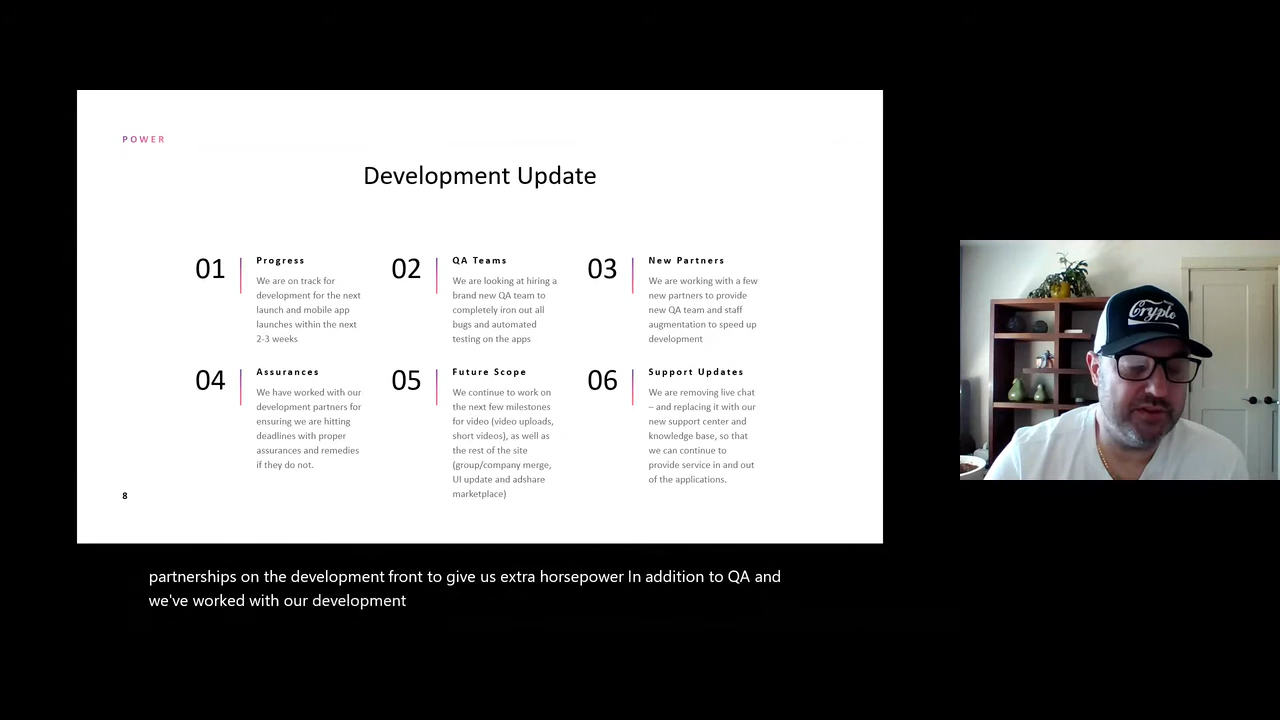 POWER
Development Update
01
Progress
We are on track for
development for the next
launch and mobile app
launches within the next
2-3 weeks
02
QA Teams
We are looking at hiring a
brand new QA team to
completely iron out all
bugs and automated
testing on the apps
03
New Partners
We are working with a few
new partners to provide
new QA team and staff
augmentation to speed up
development
04
Assurances
We have worked with our
development partners for
ensuring we are hitting
deadlines with proper
assurances and remedies
if they do not.
05
Future Scope
We continue to work on
the next few milestones
for video (video uploads,
short videos), as well as
the rest of the site
(group/company merge,
UI update and adshare
marketplace)
06
Support Updates
We are removing live chat
– and replacing it with our
new support center and
knowledge base, so that
we can continue to
provide service in and out
of the applications.
8
Crypto
partnerships on the development front to give us extra horsepower In addition to QA and
we've worked with our development